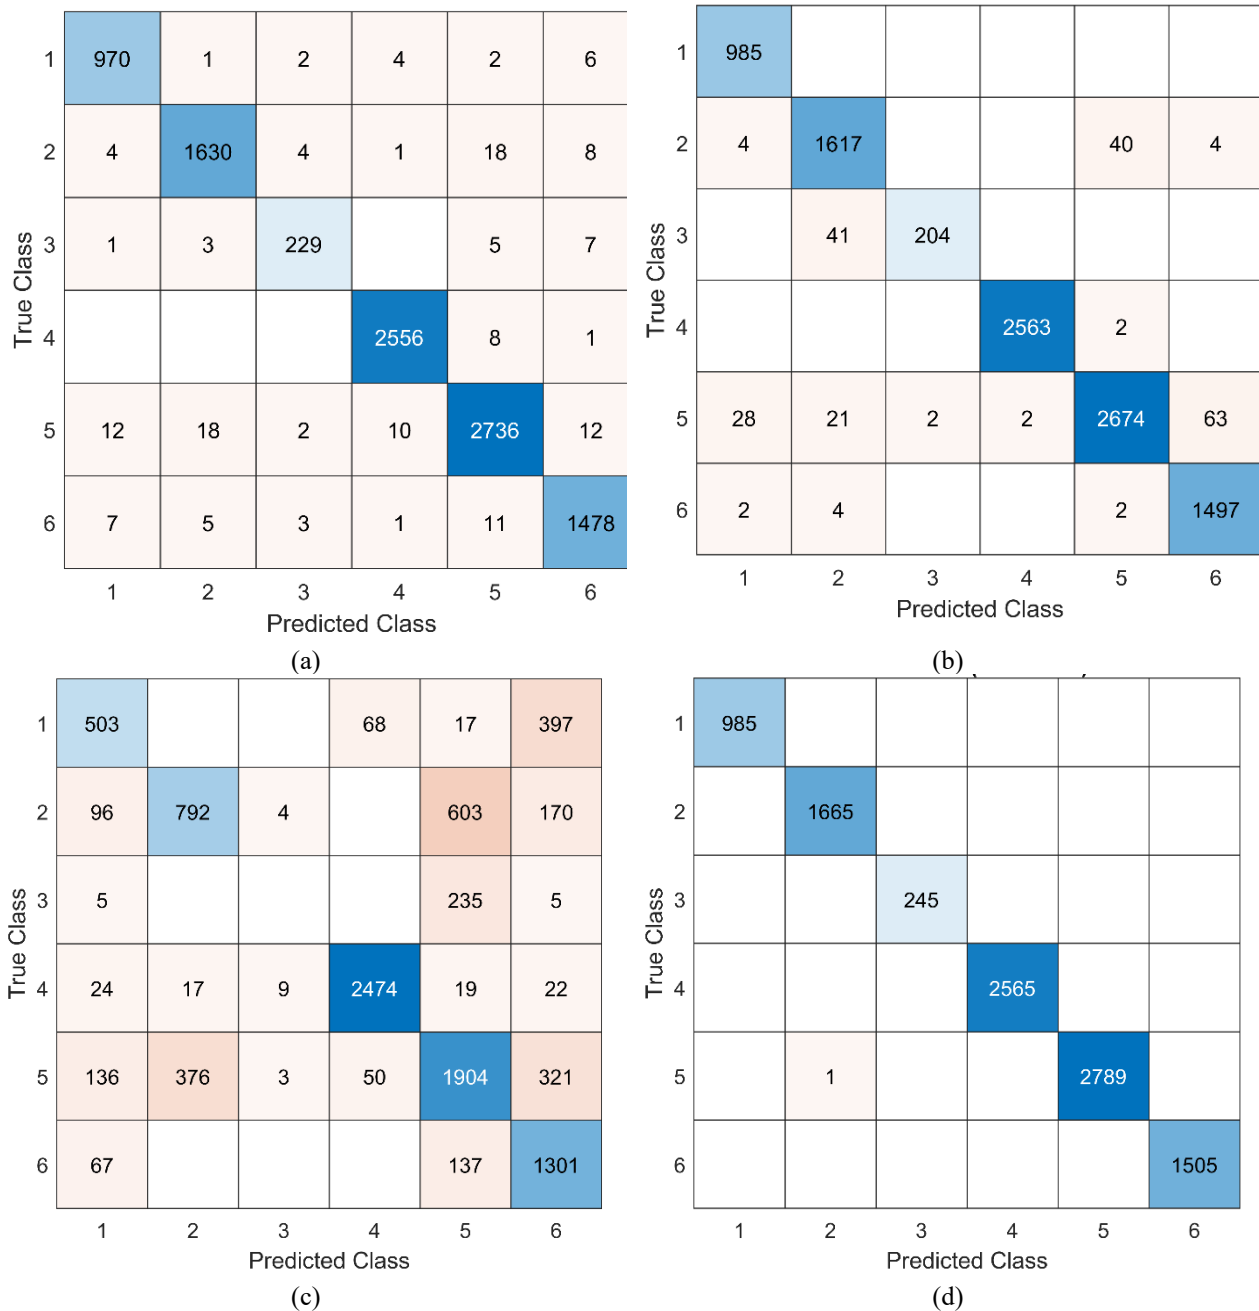 1 970 1 2 4 2 6
2 4 1630 4 1 18 8
3 1 3 229 5 7
4 2556 8 1
5 12 18 2 10 2736 12
6 7 5 3 1 11 1478
1 2 3 4 5 6
True Class
Predicted Class
(a)
1 985
2 4 1617 40 4
3 41 204
4 2563 2
5 28 21 2 2 2674 63
6 2 4 2 1497
1 2 3 4 5 6
True Class
Predicted Class
(b)
1 503 68 17 397
2 96 792 4 603 170
3 5 235 5
4 24 17 9 2474 19 22
5 136 376 3 50 1904 321
6 67 137 1301
1 2 3 4 5 6
True Class
Predicted Class
(c)
1 985
2 1665
3 245
4 2565
5 1 2789
6 1505
1 2 3 4 5 6
True Class
Predicted Class
(d)